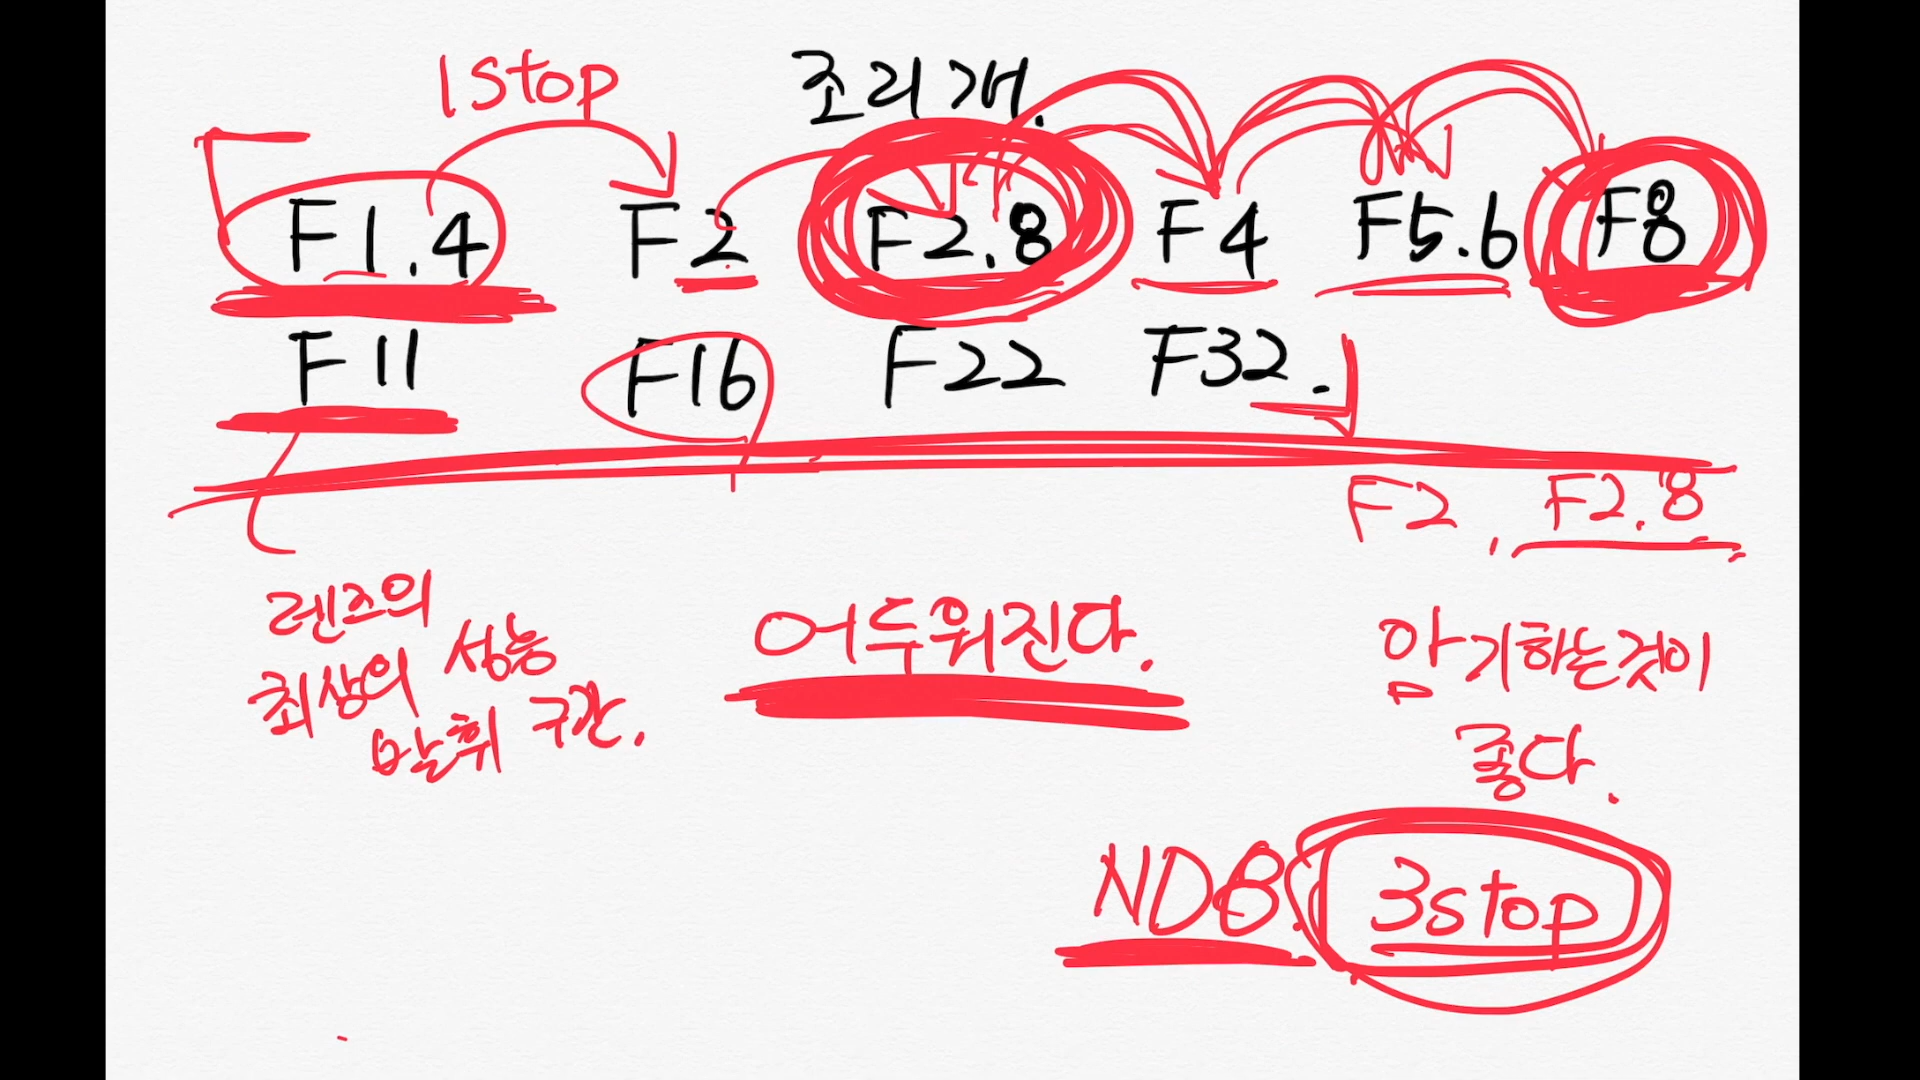 1stop 조리개.
F1.4 F2 F2.8 F4 F5.6 F8
F11 F16 F22 F32.
F2, F2.8
렌즈의
최상의 성능
발휘 구간.
어두워진다.
암기하는것이
좋다.
ND8. 3stop